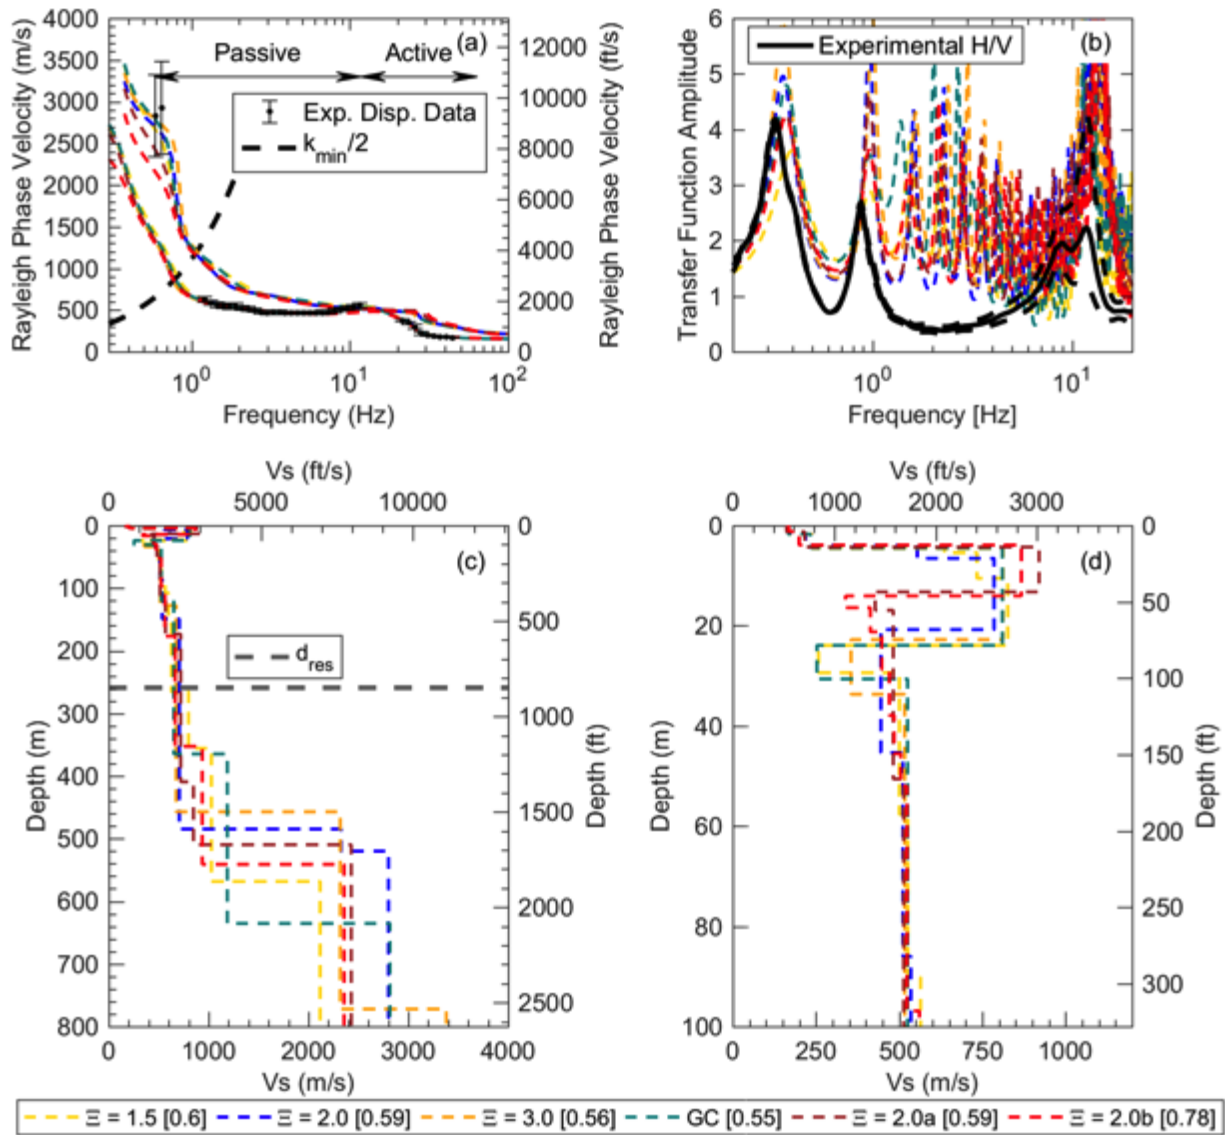 4000
3500
3000
2500
2000
1500
1000
500
0
Rayleigh Phase Velocity (m/s)
(a)
Passive
Active
Exp. Disp. Data
k_min/2
12000
10000
8000
6000
4000
2000
0
Rayleigh Phase Velocity (ft/s)
10^0 10^1 10^2
Frequency (Hz)
6
5
4
3
2
1
0
Transfer Function Amplitude
Experimental H/V
(b)
10^0 10^1
Frequency [Hz]
Vs (ft/s)
0 5000 10000
0
100
200
300
400
500
600
700
800
Depth (m)
(c)
d_res
0
500
1000
1500
2000
2500
Depth (ft)
0 1000 2000 3000 4000
Vs (m/s)
Vs (ft/s)
0 1000 2000 3000
0
20
40
60
80
100
Depth (m)
(d)
0
50
100
150
200
250
300
Depth (ft)
0 250 500 750 1000
Vs (m/s)
Ξ = 1.5 [0.6] Ξ = 2.0 [0.59] Ξ = 3.0 [0.56] GC [0.55] Ξ = 2.0a [0.59] Ξ = 2.0b [0.78]